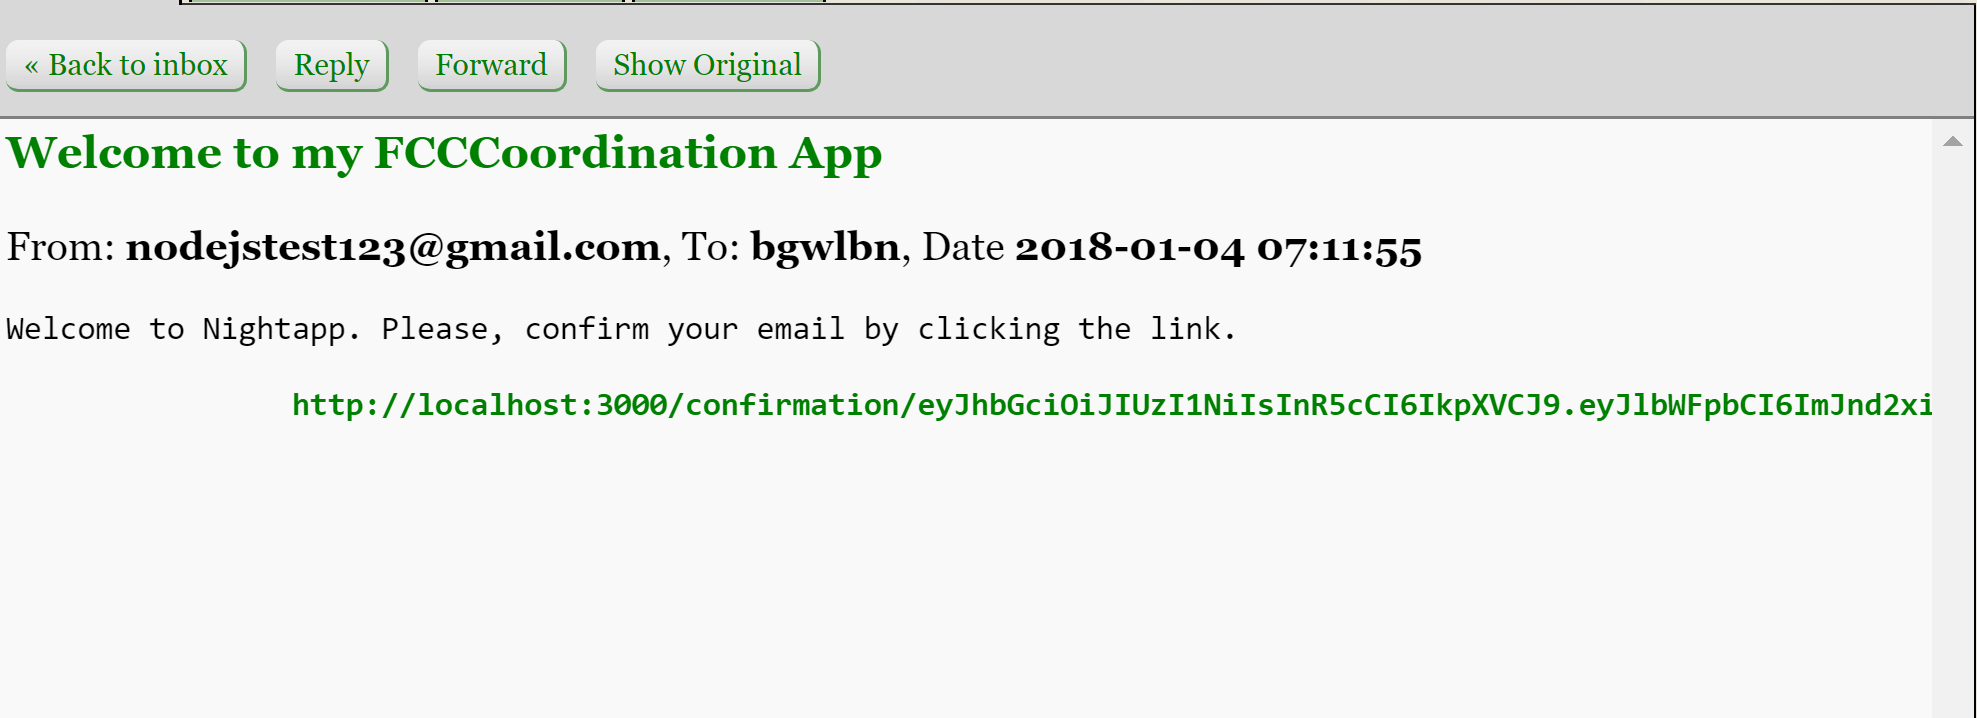 « Back to inbox
Reply
Forward
Show Original
Welcome to my FCCCoordination App
From: nodejstest123@gmail.com, To: bgwlbn, Date 2018-01-04 07:11:55
Welcome to Nightapp. Please, confirm your email by clicking the link.
http://localhost:3000/confirmation/eyJhbGciOiJIUzI1NiIsInR5cCI6IkpXVCJ9.eyJlbWFpbCI6ImJnd2xi